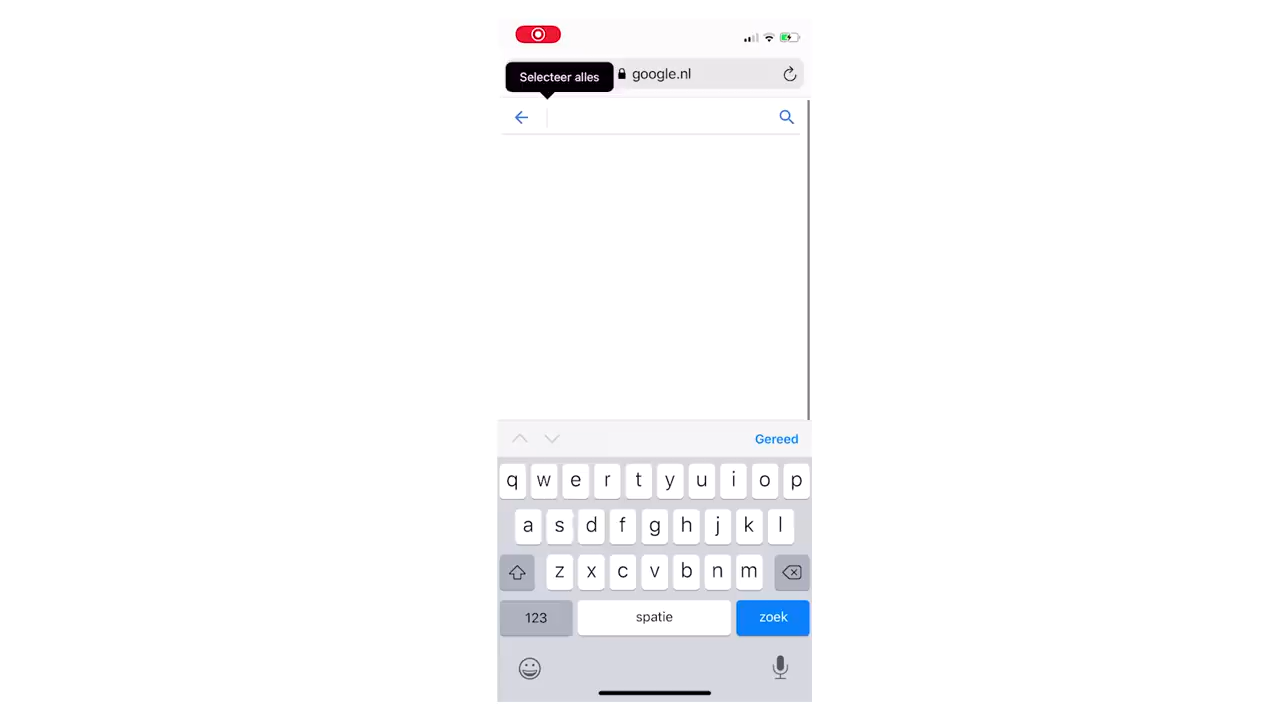 Selecteer alles
google.nl
Gereed
q w e r t y u i o p
a s d f g h j k l
z x c v b n m
123 spatie zoek